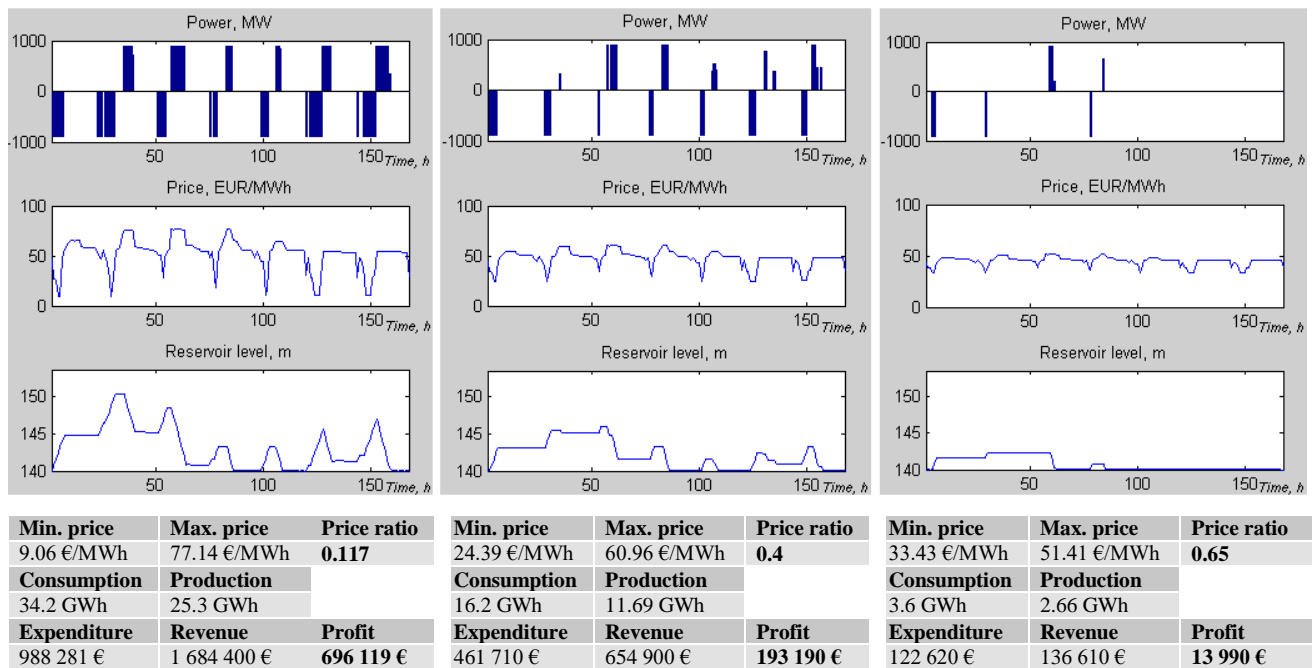 Power, MW
1000
0
-1000
50
100
150
Time, h
Price, EUR/MWh
100
50
0
50
100
150
Time, h
Reservoir level, m
150
145
140
50
100
150
Time, h
Power, MW
1000
0
-1000
50
100
150
Time, h
Price, EUR/MWh
100
50
0
50
100
150
Time, h
Reservoir level, m
150
145
140
50
100
150
Time, h
Power, MW
1000
0
-1000
50
100
150
Time, h
Price, EUR/MWh
100
50
0
50
100
150
Time, h
Reservoir level, m
150
145
140
50
100
150
Time, h
Min. price Max. price Price ratio
9.06 €/MWh 77.14 €/MWh 0.117
Consumption Production
34.2 GWh 25.3 GWh
Expenditure Revenue Profit
988 281 € 1 684 400 € 696 119 €
Min. price Max. price Price ratio
24.39 €/MWh 60.96 €/MWh 0.4
Consumption Production
16.2 GWh 11.69 GWh
Expenditure Revenue Profit
461 710 € 654 900 € 193 190 €
Min. price Max. price Price ratio
33.43 €/MWh 51.41 €/MWh 0.65
Consumption Production
3.6 GWh 2.66 GWh
Expenditure Revenue Profit
122 620 € 136 610 € 13 990 €